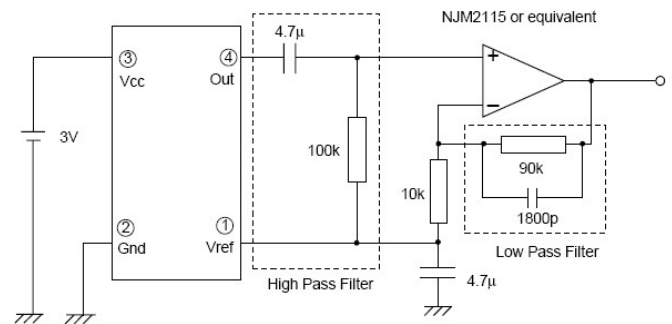 NJM2115 or equivalent
4.7μ
③
④
+
Vcc
Out
−
3V
100k
90k
10k
1800p
②
①
Gnd
Vref
Low Pass Filter
High Pass Filter
4.7μ